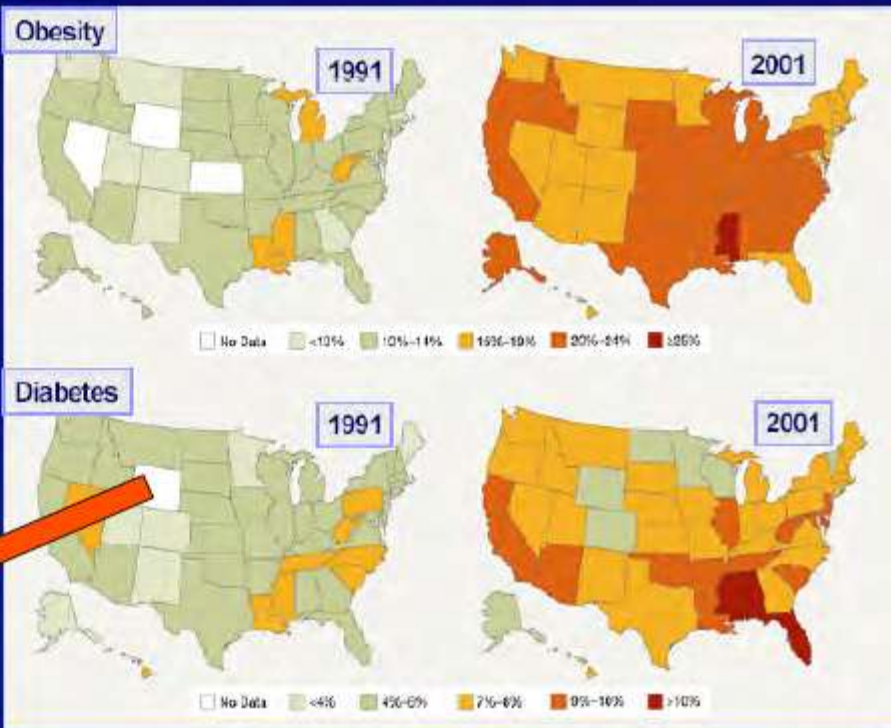 Obesity
1991
2001
No Data <10% 10%–14% 15%–19% 20%–24% ≥25%
Diabetes
1991
2001
No Data <4% 4%–6% 7%–8% 9%–10% >10%